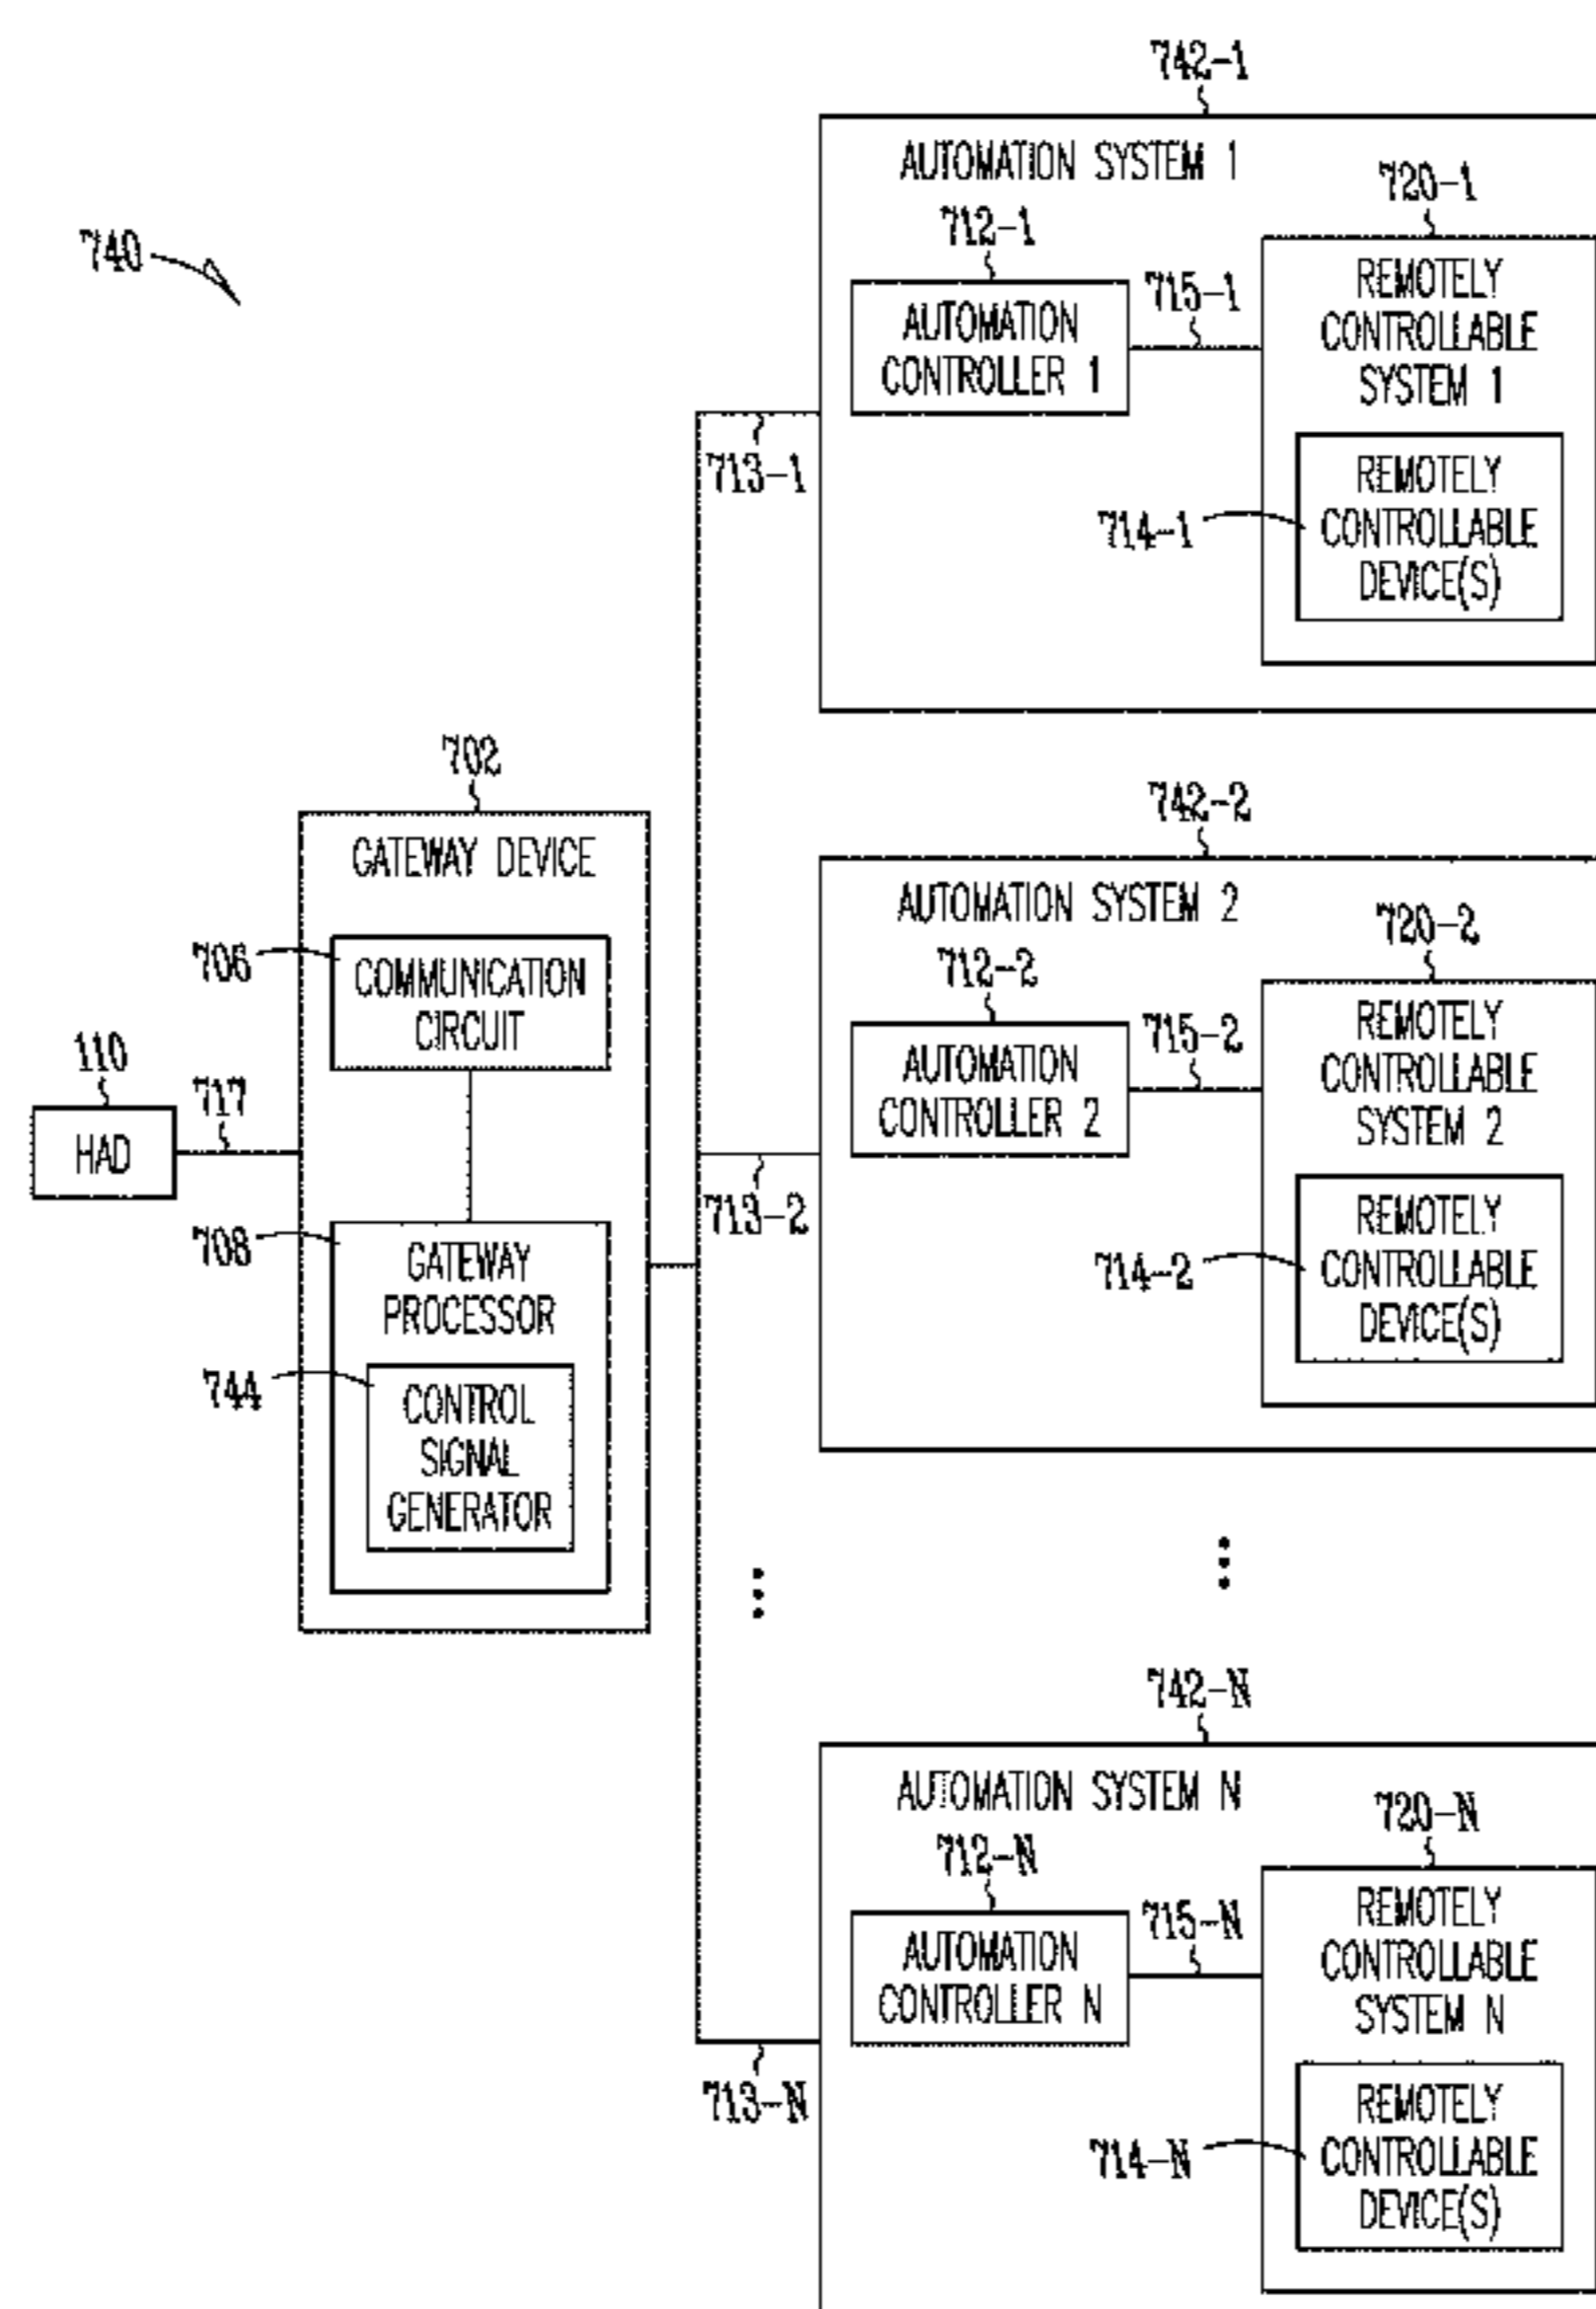 742-1
AUTOMATION SYSTEM 1
720-1
712-1
740
REMOTELY
CONTROLLABLE
SYSTEM 1
715-1
AUTOMATION
CONTROLLER 1
713-1
REMOTELY
CONTROLLABLE
DEVICE(S)
714-1
702
742-2
GATEWAY DEVICE
AUTOMATION SYSTEM 2
720-2
706
COMMUNICATION
CIRCUIT
712-2
REMOTELY
CONTROLLABLE
SYSTEM 2
715-2
110
717
AUTOMATION
CONTROLLER 2
HAD
713-2
708
GATEWAY
PROCESSOR
REMOTELY
CONTROLLABLE
DEVICE(S)
714-2
744
CONTROL
SIGNAL
GENERATOR
742-N
AUTOMATION SYSTEM N
720-N
712-N
REMOTELY
CONTROLLABLE
SYSTEM N
715-N
AUTOMATION
CONTROLLER N
713-N
REMOTELY
CONTROLLABLE
DEVICE(S)
714-N